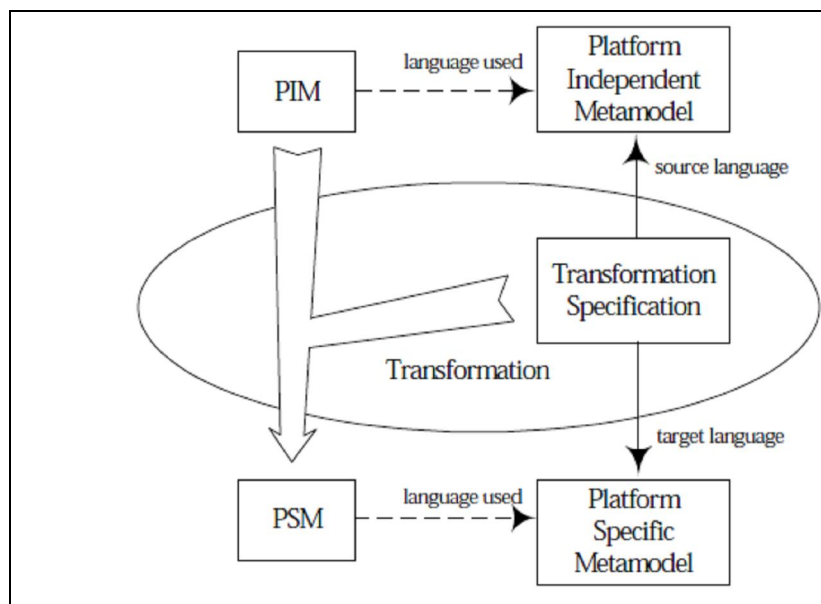 PIM
language used
Platform
Independent
Metamodel
source language
Transformation
Specification
Transformation
target language
PSM
language used
Platform
Specific
Metamodel